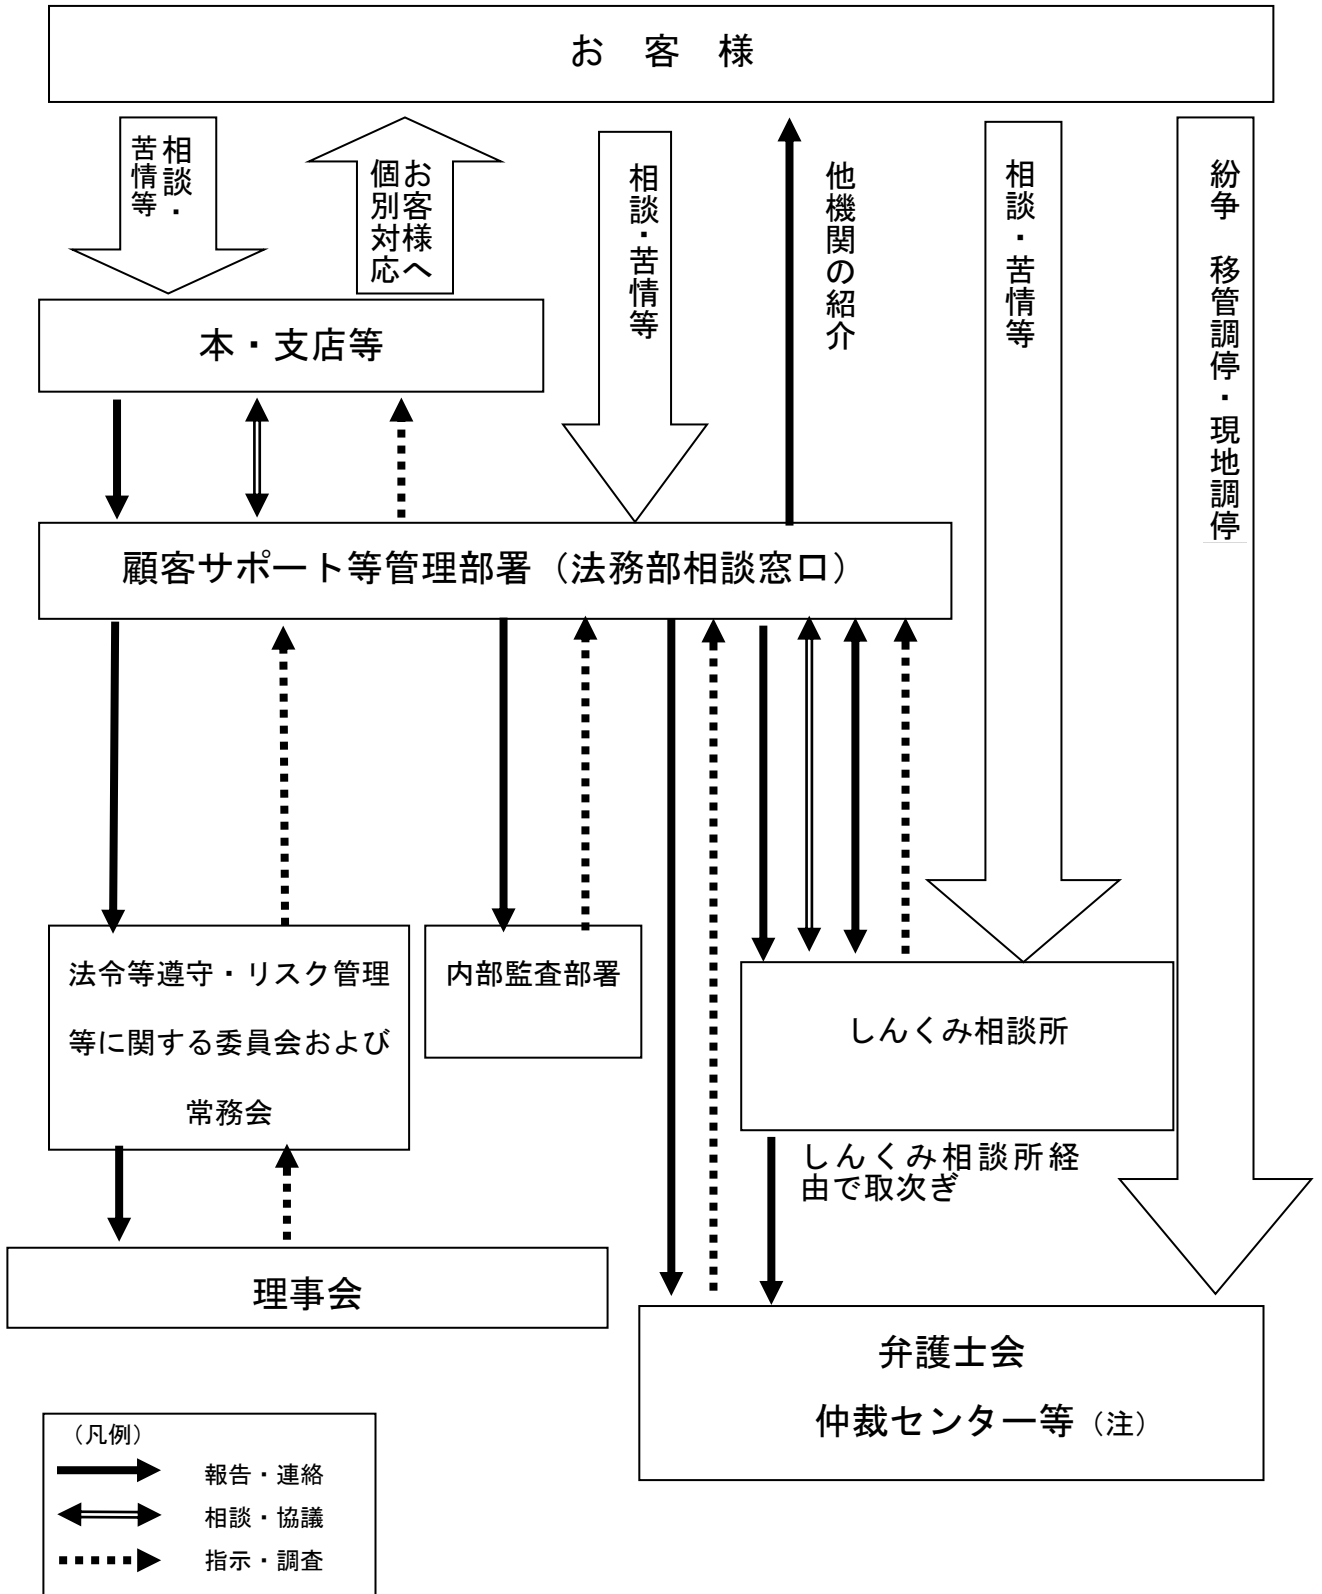 お　客　様
相談・
苦情等
お客様へ
個別対応
相談・苦情等
他機関の紹介
相談・苦情等
紛争　移管調停・現地調停
本・支店等
顧客サポート等管理部署（法務部相談窓口）
法令等遵守・リスク管理
等に関する委員会および
常務会
内部監査部署
しんくみ相談所
しんくみ相談所経
由で取次ぎ
理事会
弁護士会
仲裁センター等（注）
（凡例）
報告・連絡
相談・協議
指示・調査